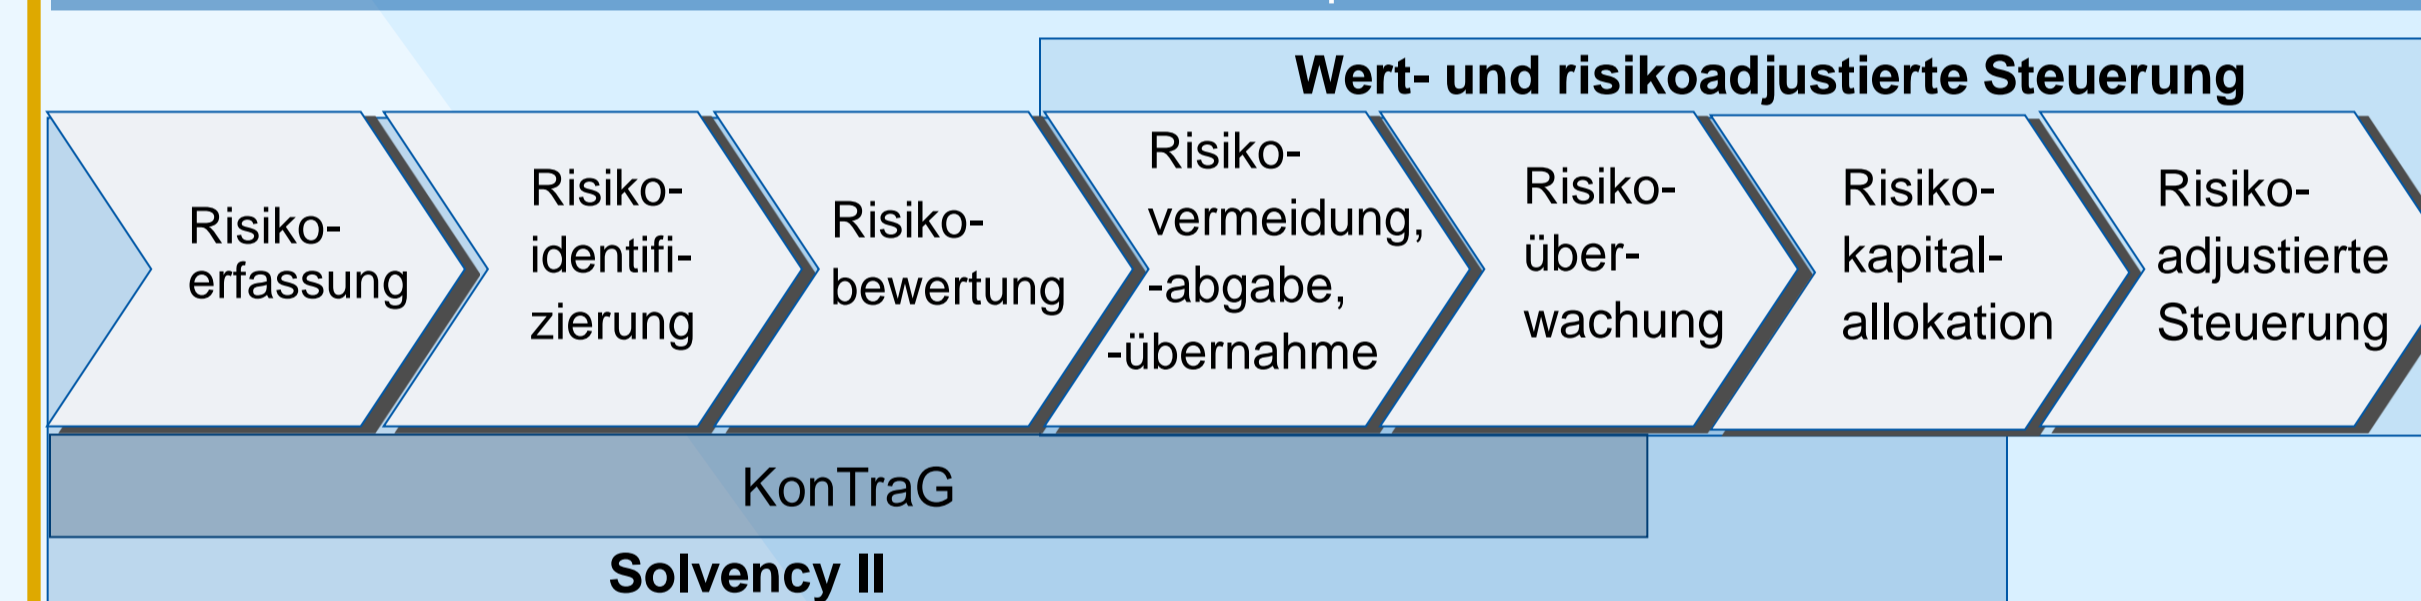 Wert- und risikoadjustierte Steuerung
Risiko-
erfassung
Risiko-
identifi-
zierung
Risiko-
bewertung
Risiko-
vermeidung,
-abgabe,
-übernahme
Risiko-
über-
wachung
Risiko-
kapital-
allokation
Risiko-
adjustierte
Steuerung
KonTraG
Solvency II